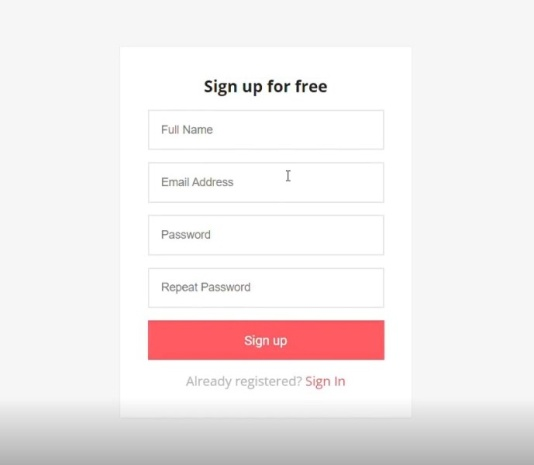 Sign up for free
Full Name
Email Address
Password
Repeat Password
Sign up
Already registered? Sign In